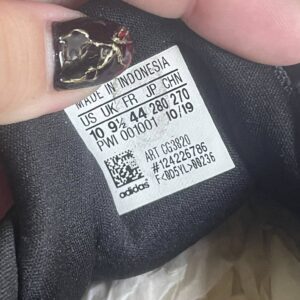 MADE IN INDONESIA
US UK FR JP CHN
10 9½ 44 280 270
PWI 001001 10/19
ART CG3820
#124226786
F<005YL>00236
adidas